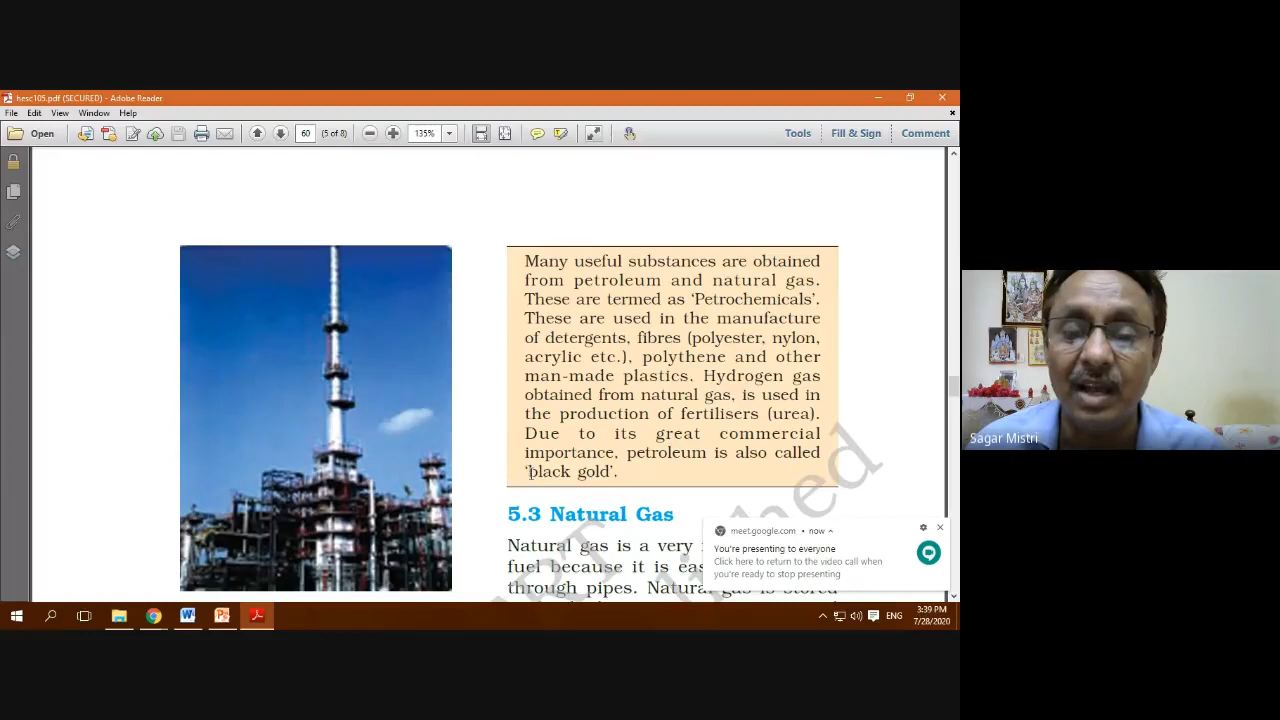 hesc105.pdf (SECURED) - Adobe Reader
File Edit View Window Help
Open 60 (5 of 8) 135% Tools Fill & Sign Comment
Many useful substances are obtained
from petroleum and natural gas.
These are termed as ‘Petrochemicals’.
These are used in the manufacture
of detergents, fibres (polyester, nylon,
acrylic etc.), polythene and other
man-made plastics. Hydrogen gas
obtained from natural gas, is used in
the production of fertilisers (urea).
Due to its great commercial
importance, petroleum is also called
‘black gold’.
5.3 Natural Gas
Natural gas is a very
fuel because it is
through pipes. Natural gas is stored
meet.google.com • now
You're presenting to everyone
Click here to return to the video call when
you're ready to stop presenting
Sagar Mistri
ENG
3:39 PM
7/28/2020